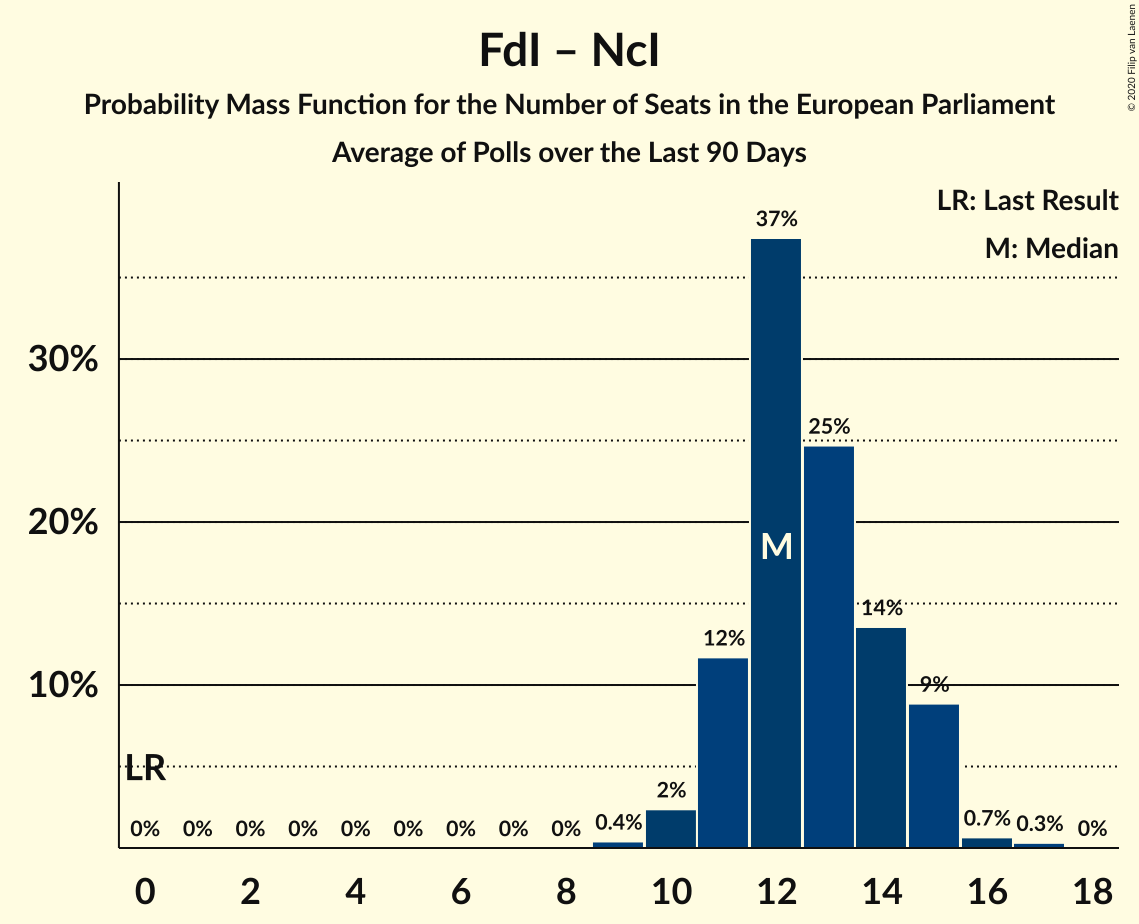 FdI – NcI
Probability Mass Function for the Number of Seats in the European Parliament
Average of Polls over the Last 90 Days
© 2020 Filip van Laenen
LR: Last Result
M: Median
37%
30%
25%
20%
M
14%
12%
10%
9%
LR
2%
0% 0% 0% 0% 0% 0% 0% 0% 0% 0.4% 0.7% 0.3% 0%
0 2 4 6 8 10 12 14 16 18